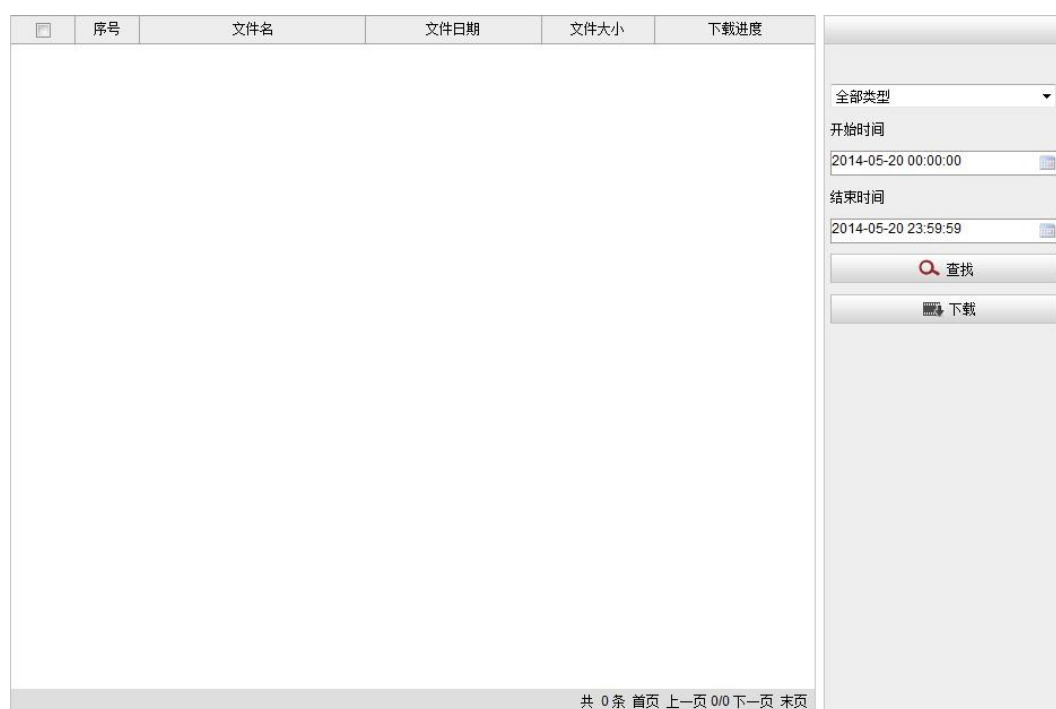 序号 文件名 文件日期 文件大小 下载进度
全部类型
开始时间
2014-05-20 00:00:00
结束时间
2014-05-20 23:59:59
查找
下载
共 0条 首页 上一页 0/0 下一页 末页